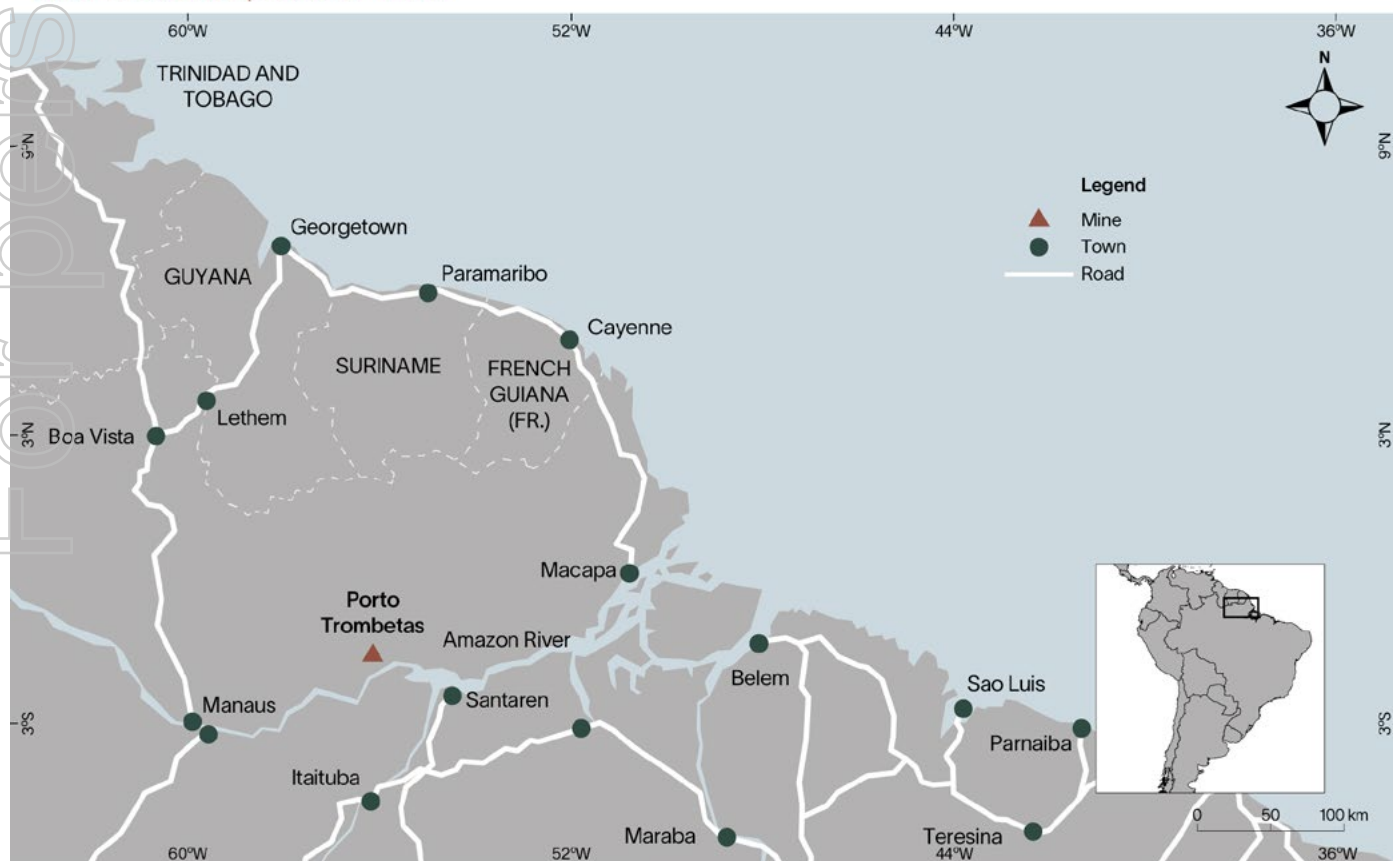 60°W
52°W
44°W
36°W
N
TRINIDAD AND
TOBAGO
9°N
9°N
Legend
Mine
Town
Road
Georgetown
GUYANA
Paramaribo
Cayenne
SURINAME
FRENCH
GUIANA
(FR.)
Lethem
Boa Vista
3°N
3°N
Macapa
Porto
Trombetas
Amazon River
Belem
Santaren
Sao Luis
Manaus
3°S
3°S
Parnaiba
Itaituba
Maraba
Teresina
0 50 100 km
60°W
52°W
44°W
36°W
For pers